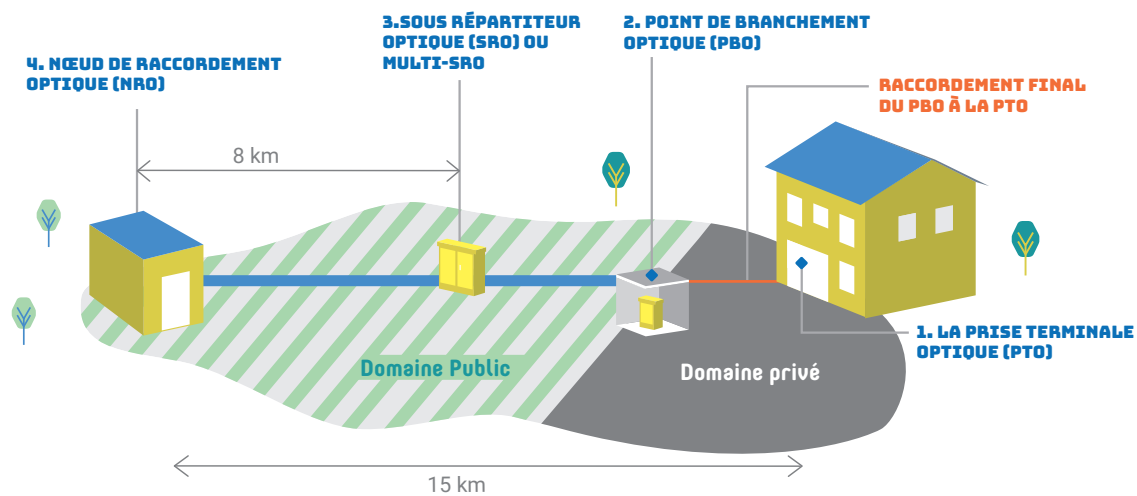 3.SOUS RÉPARTITEUR
OPTIQUE (SRO) OU
MULTI-SRO
2. POINT DE BRANCHEMENT
OPTIQUE (PBO)
4. NŒUD DE RACCORDEMENT
OPTIQUE (NRO)
RACCORDEMENT FINAL
DU PBO À LA PTO
8 km
1. LA PRISE TERMINALE
OPTIQUE (PTO)
Domaine Public
Domaine privé
15 km